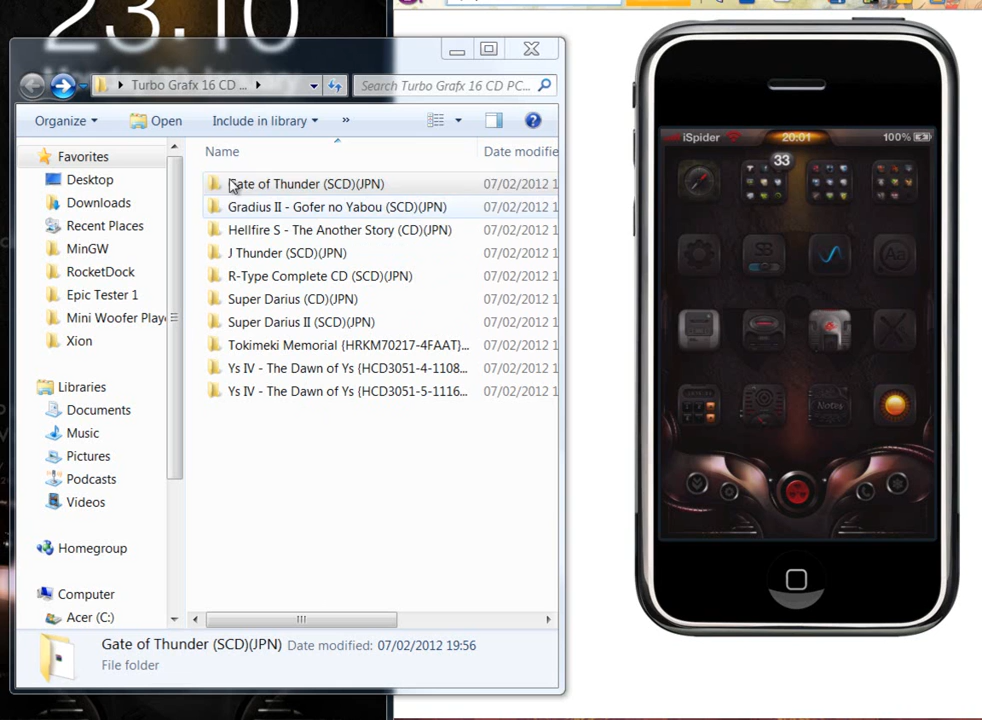 23:10
Turbo Grafx 16 CD ...
Search Turbo Grafx 16 CD PC...
Organize
Open
Include in library
»
Name
Date modifie
Favorites
Desktop
Downloads
Recent Places
MinGW
RocketDock
Epic Tester 1
Mini Woofer Playe
Xion
Libraries
Documents
Music
Pictures
Podcasts
Videos
Homegroup
Computer
Acer (C:)
Gate of Thunder (SCD)(JPN) 07/02/2012 1
Gradius II - Gofer no Yabou (SCD)(JPN) 07/02/2012 1
Hellfire S - The Another Story (CD)(JPN) 07/02/2012 1
J Thunder (SCD)(JPN) 07/02/2012 1
R-Type Complete CD (SCD)(JPN) 07/02/2012 1
Super Darius (CD)(JPN) 07/02/2012 1
Super Darius II (SCD)(JPN) 07/02/2012 1
Tokimeki Memorial {HRKM70217-4FAAT}... 07/02/2012 1
Ys IV - The Dawn of Ys {HCD3051-4-1108... 07/02/2012 1
Ys IV - The Dawn of Ys {HCD3051-5-1116... 07/02/2012 1
Gate of Thunder (SCD)(JPN) Date modified: 07/02/2012 19:56
File folder
iSpider 20:01 100%
33
SB
Aa
Notes